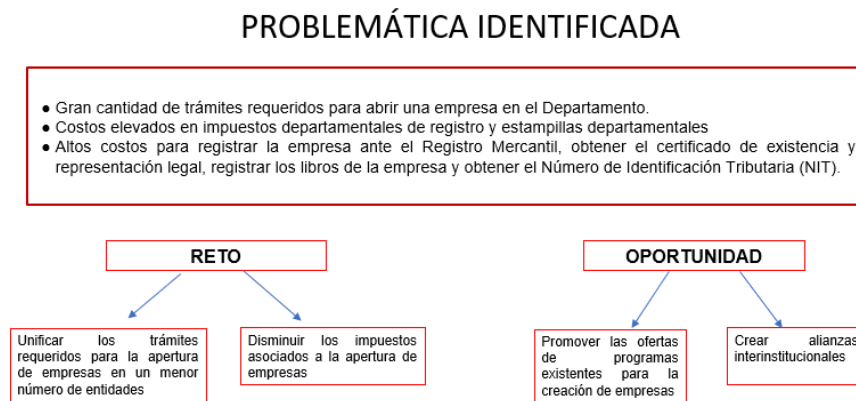 PROBLEMÁTICA IDENTIFICADA
● Gran cantidad de trámites requeridos para abrir una empresa en el Departamento.
● Costos elevados en impuestos departamentales de registro y estampillas departamentales
● Altos costos para registrar la empresa ante el Registro Mercantil, obtener el certificado de existencia y
representación legal, registrar los libros de la empresa y obtener el Número de Identificación Tributaria (NIT).
RETO
Unificar los trámites
requeridos para la apertura
de empresas en un menor
número de entidades
Disminuir los impuestos
asociados a la apertura de
empresas
OPORTUNIDAD
Promover las ofertas
de programas
existentes para la
creación de empresas
Crear alianzas
interinstitucionales